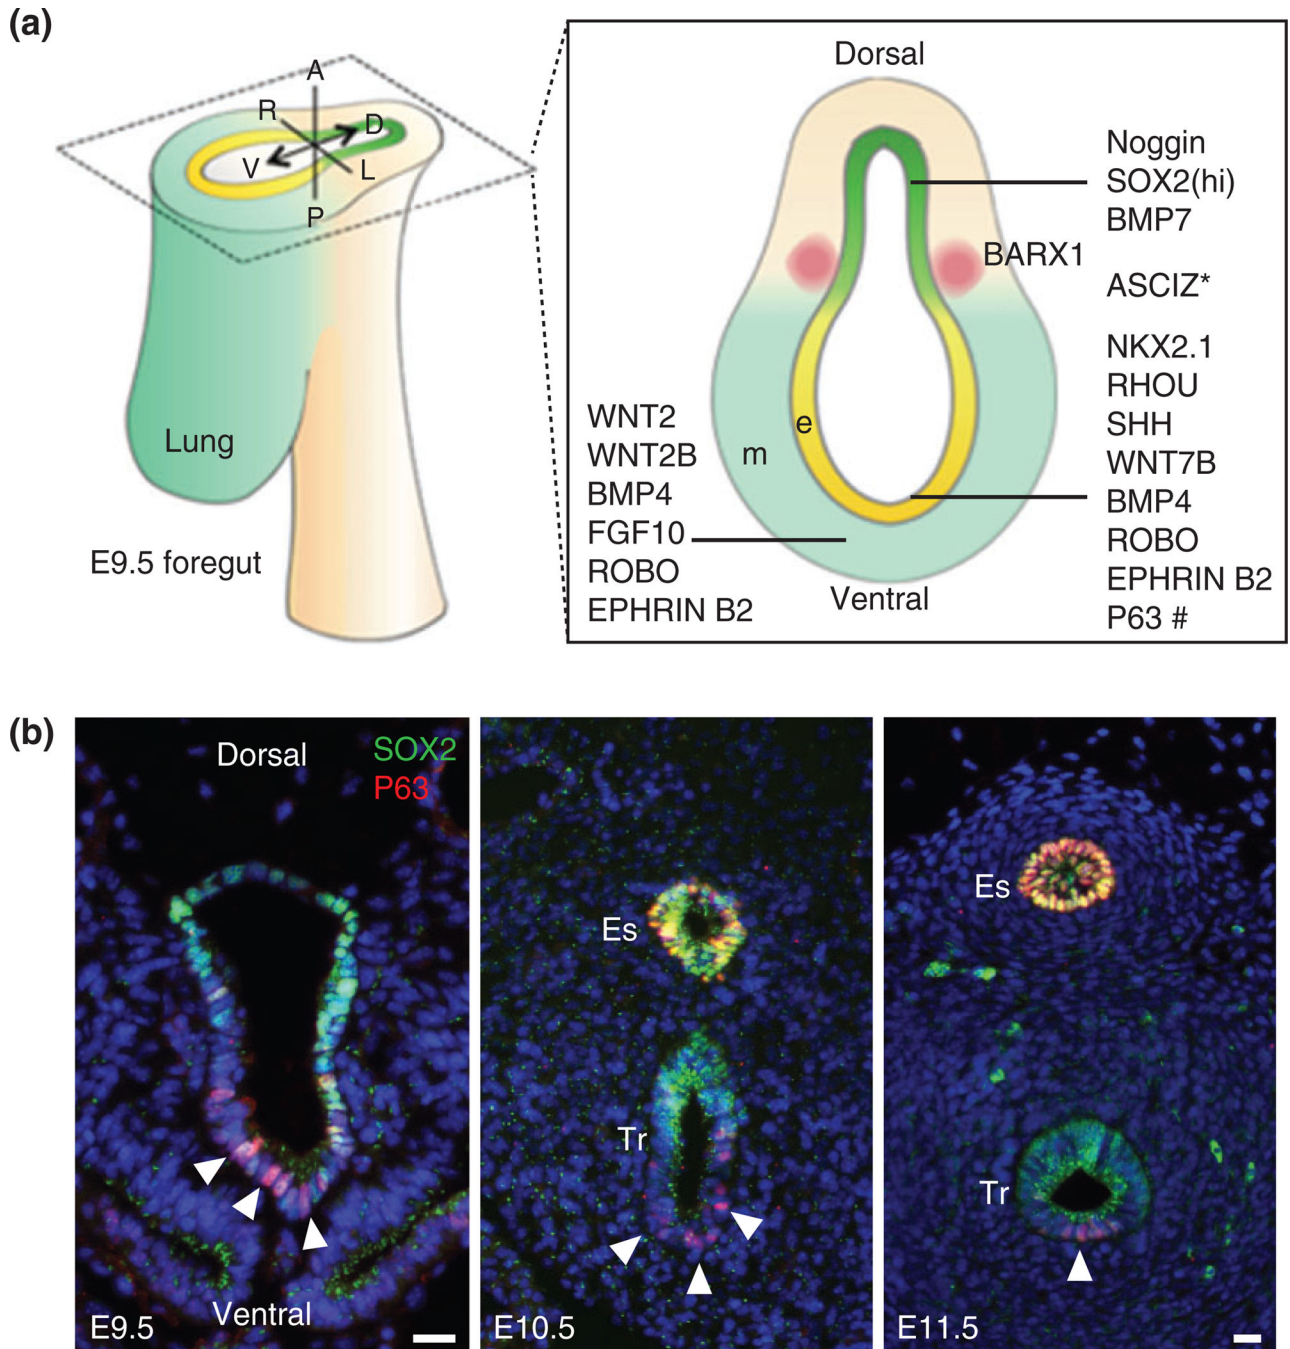 (a)
A
R
D
V
L
P
Lung
E9.5 foregut
Dorsal
Noggin
SOX2(hi)
BMP7
BARX1
ASCIZ*
NKX2.1
RHOU
SHH
WNT7B
BMP4
ROBO
EPHRIN B2
P63 #
e
m
WNT2
WNT2B
BMP4
FGF10
ROBO
EPHRIN B2
Ventral
(b)
Dorsal
SOX2
P63
Ventral
E9.5
Es
Tr
E10.5
Es
Tr
E11.5